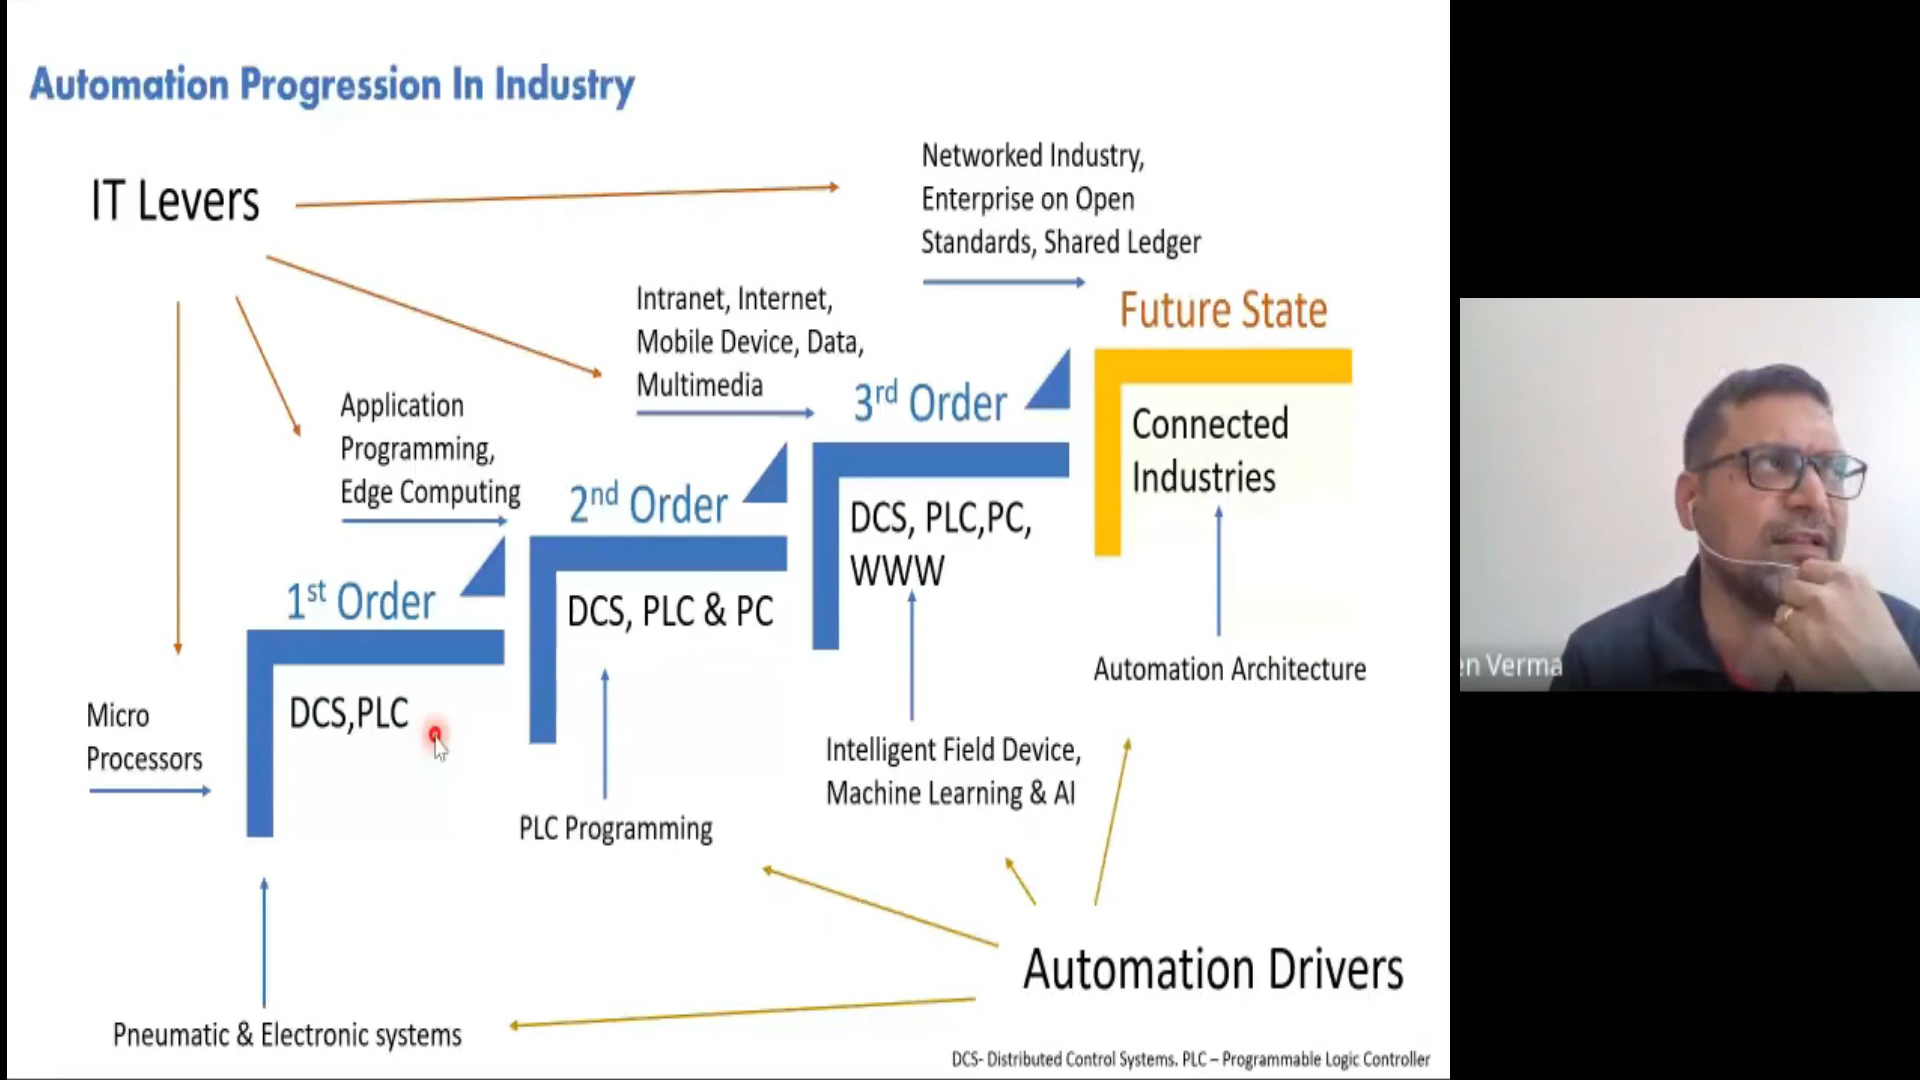 Automation Progression In Industry
IT Levers
Networked Industry,
Enterprise on Open
Standards, Shared Ledger
Future State
Connected
Industries
Automation Architecture
Intranet, Internet,
Mobile Device, Data,
Multimedia
3rd Order
DCS, PLC,PC,
WWW
Intelligent Field Device,
Machine Learning & AI
Application
Programming,
Edge Computing
2nd Order
DCS, PLC & PC
PLC Programming
1st Order
DCS,PLC
Micro
Processors
Pneumatic & Electronic systems
Automation Drivers
DCS- Distributed Control Systems. PLC – Programmable Logic Controller
en Verma